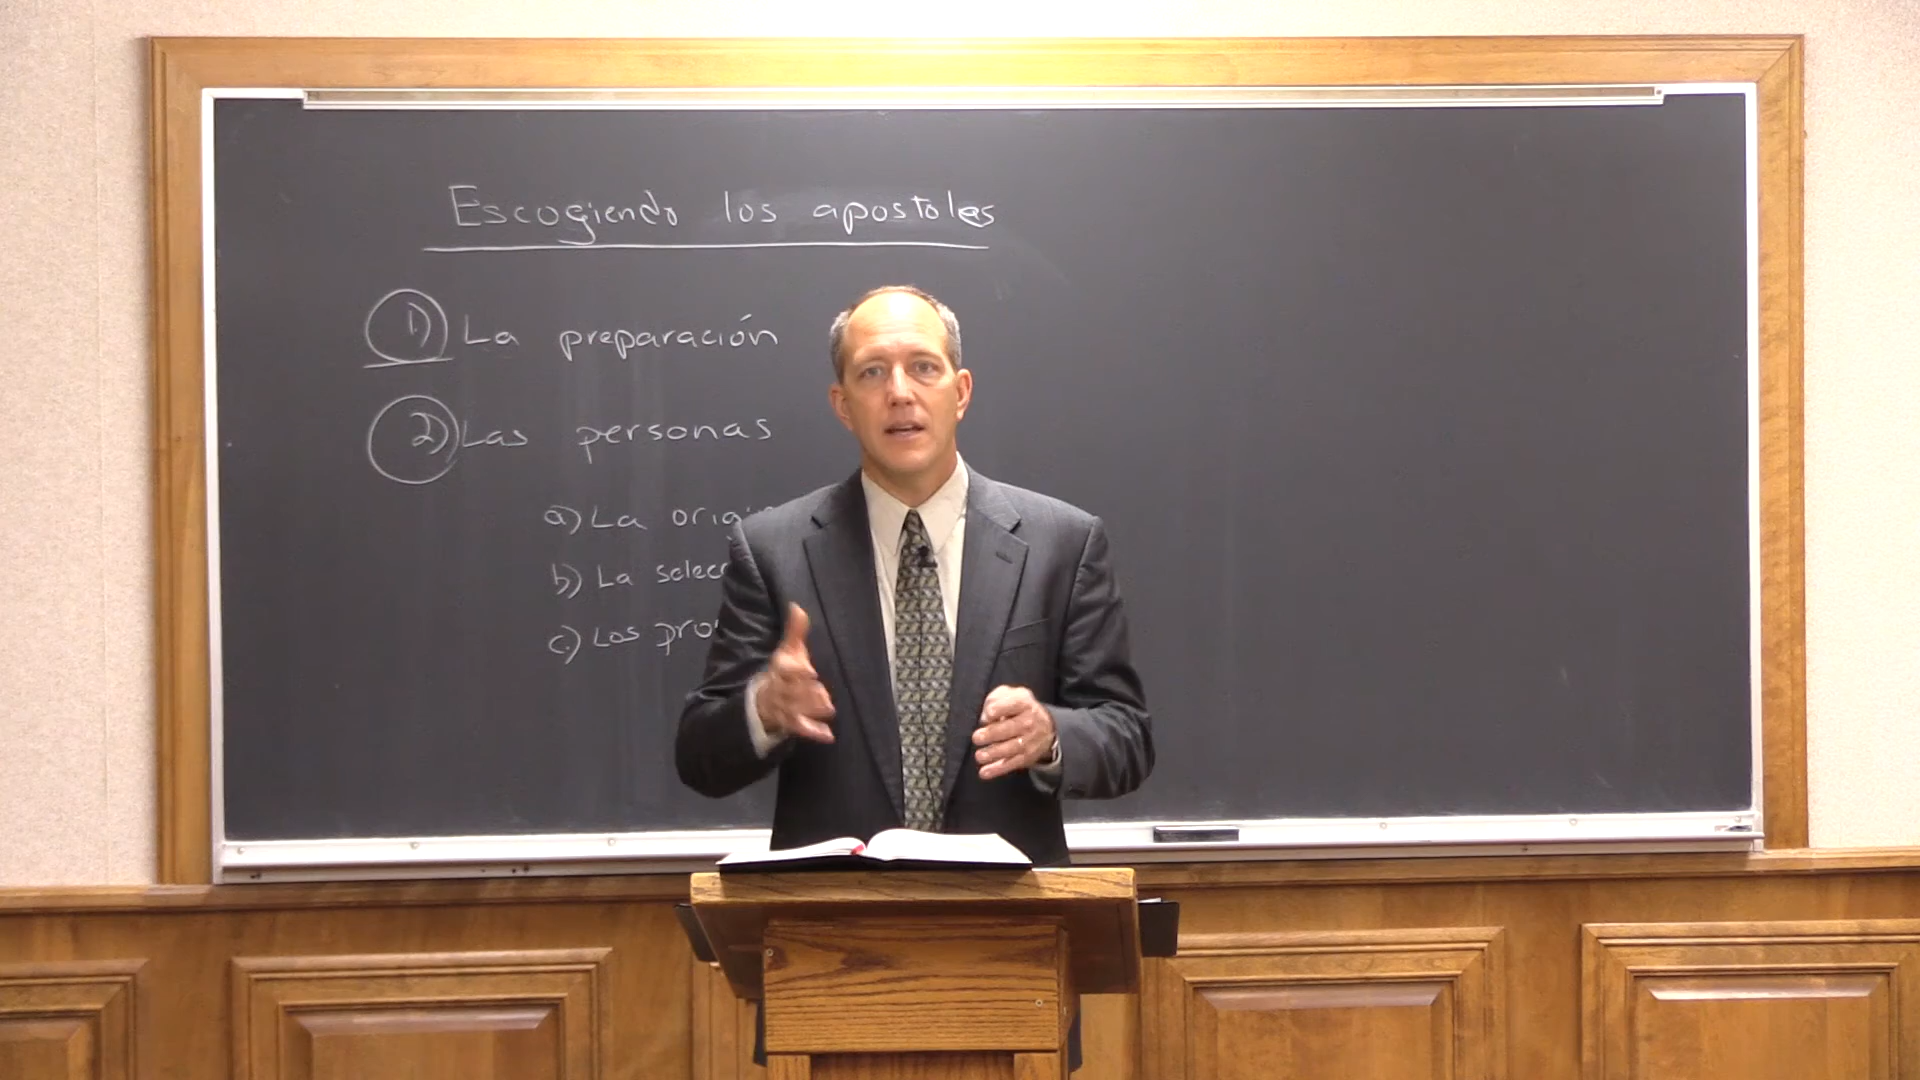 Escogiendo los apostoles
1) La preparación
2) Las personas
a) La
b) La
c) Los